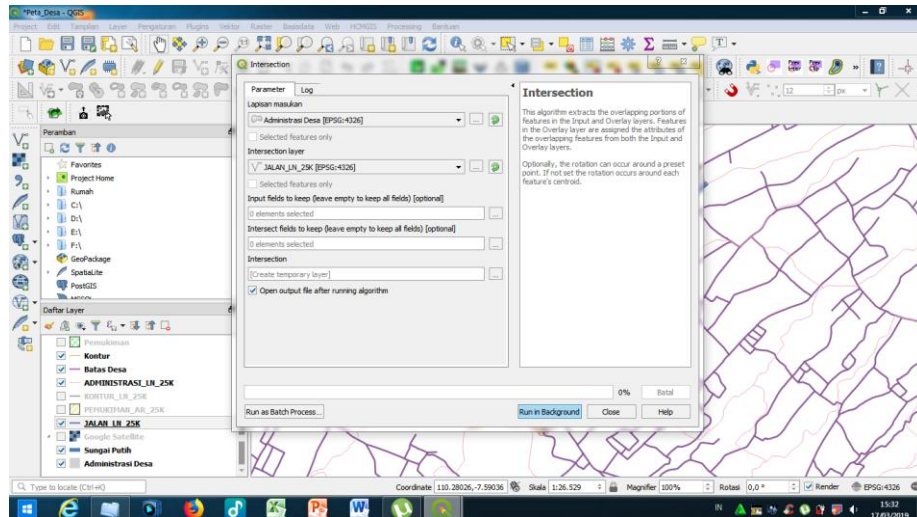 *Peta_Desa - QGIS
Project Edit Tampilan Layer Pengaturan Plugins Vektor Raster Basisdata Web HCMGIS Processing Bantuan
Intersection
Parameter Log
Lapisan masukan
Administrasi Desa [EPSG:4326]
Selected features only
Intersection layer
JALAN_LN_25K [EPSG:4326]
Selected features only
Input fields to keep (leave empty to keep all fields) [optional]
0 elements selected
Intersect fields to keep (leave empty to keep all fields) [optional]
0 elements selected
Intersection
[Create temporary layer]
Open output file after running algorithm
Intersection
This algorithm extracts the overlapping portions of
features in the Input and Overlay layers. Features
in the Overlay layer are assigned the attributes of
the overlapping features from both the Input and
Overlay layers.
Optionally, the rotation can occur around a preset
point. If not set the rotation occurs around each
feature's centroid.
0% Batal
Run as Batch Process... Run in Background Close Help
12 px
Peramban
Favorites
Project Home
Rumah
C:\
D:\
E:\
F:\
GeoPackage
SpatiaLite
PostGIS
Daftar Layer
Pemukiman
Kontur
Batas Desa
ADMINISTRASI_LN_25K
KONTUR_LN_25K
PEMUKIMAN_AR_25K
JALAN_LN_25K
Google Satellite
Sungai Putih
Administrasi Desa
Type to locate (Ctrl+K) Coordinate 110.28026,-7.59036 Skala 1:26.529 Magnifier 100% Rotasi 0,0 ° Render EPSG:4326
IN 15:32
17/03/2019